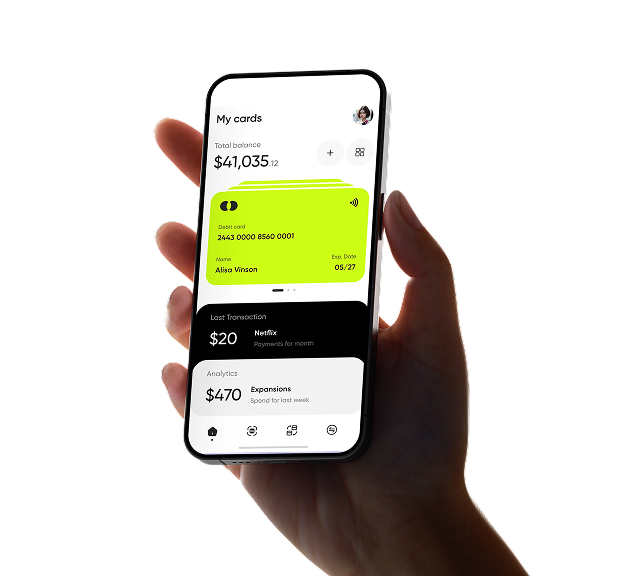 My cards
Total balance
$41,035.12
Debit card
2443 0000 8560 0001
Name
Exp. Date
Alisa Vinson
05/27
Last Transaction
$20
Netflix
Payments for month
Analytics
$470
Expansions
Spend for last week